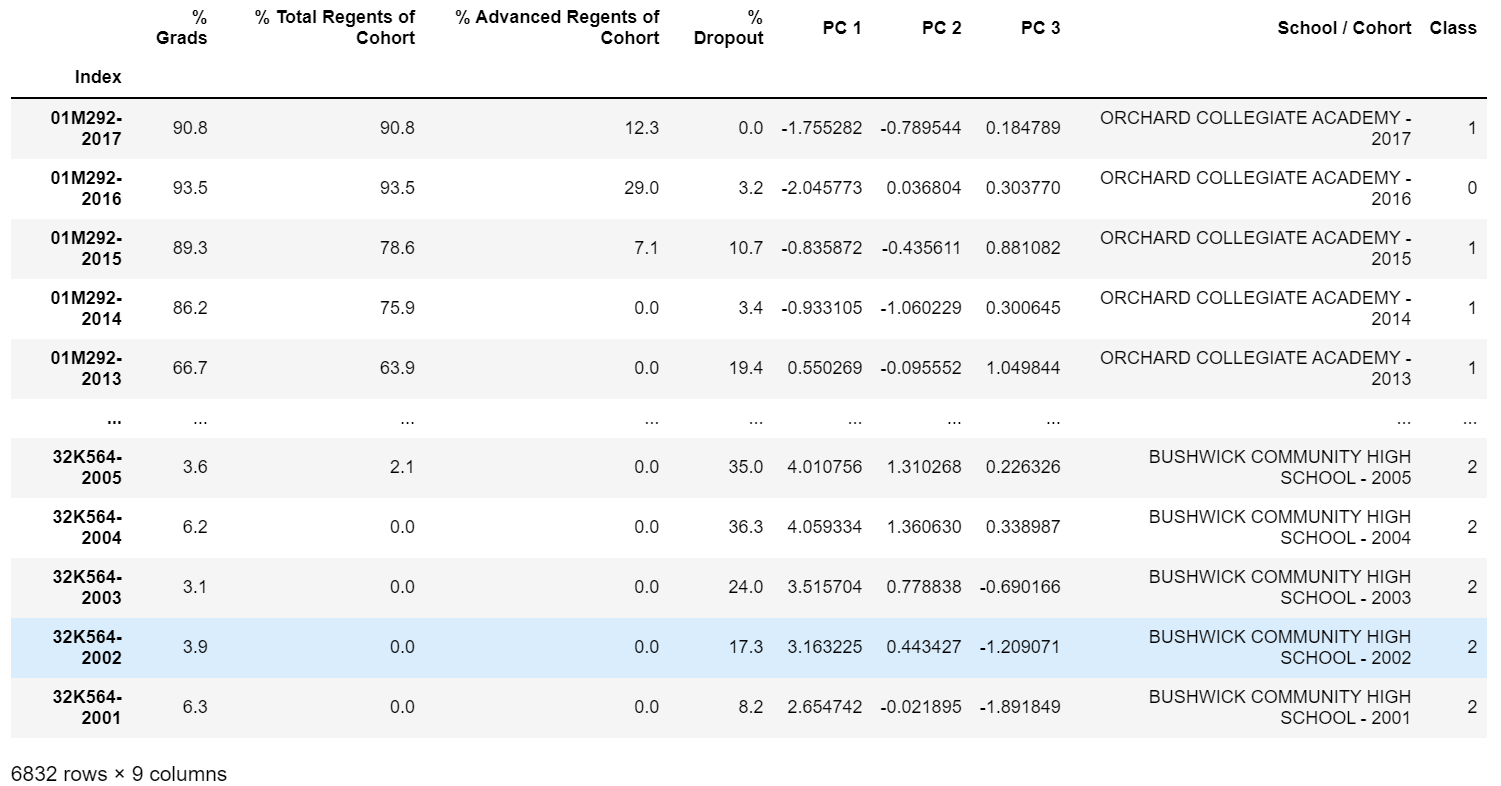 % Grads % Total Regents of Cohort % Advanced Regents of Cohort % Dropout PC 1 PC 2 PC 3 School / Cohort Class
Index
01M292-2017 90.8 90.8 12.3 0.0 -1.755282 -0.789544 0.184789 ORCHARD COLLEGIATE ACADEMY - 2017 1
01M292-2016 93.5 93.5 29.0 3.2 -2.045773 0.036804 0.303770 ORCHARD COLLEGIATE ACADEMY - 2016 0
01M292-2015 89.3 78.6 7.1 10.7 -0.835872 -0.435611 0.881082 ORCHARD COLLEGIATE ACADEMY - 2015 1
01M292-2014 86.2 75.9 0.0 3.4 -0.933105 -1.060229 0.300645 ORCHARD COLLEGIATE ACADEMY - 2014 1
01M292-2013 66.7 63.9 0.0 19.4 0.550269 -0.095552 1.049844 ORCHARD COLLEGIATE ACADEMY - 2013 1
... ... ... ... ... ... ... ... ... ...
32K564-2005 3.6 2.1 0.0 35.0 4.010756 1.310268 0.226326 BUSHWICK COMMUNITY HIGH SCHOOL - 2005 2
32K564-2004 6.2 0.0 0.0 36.3 4.059334 1.360630 0.338987 BUSHWICK COMMUNITY HIGH SCHOOL - 2004 2
32K564-2003 3.1 0.0 0.0 24.0 3.515704 0.778838 -0.690166 BUSHWICK COMMUNITY HIGH SCHOOL - 2003 2
32K564-2002 3.9 0.0 0.0 17.3 3.163225 0.443427 -1.209071 BUSHWICK COMMUNITY HIGH SCHOOL - 2002 2
32K564-2001 6.3 0.0 0.0 8.2 2.654742 -0.021895 -1.891849 BUSHWICK COMMUNITY HIGH SCHOOL - 2001 2
6832 rows × 9 columns